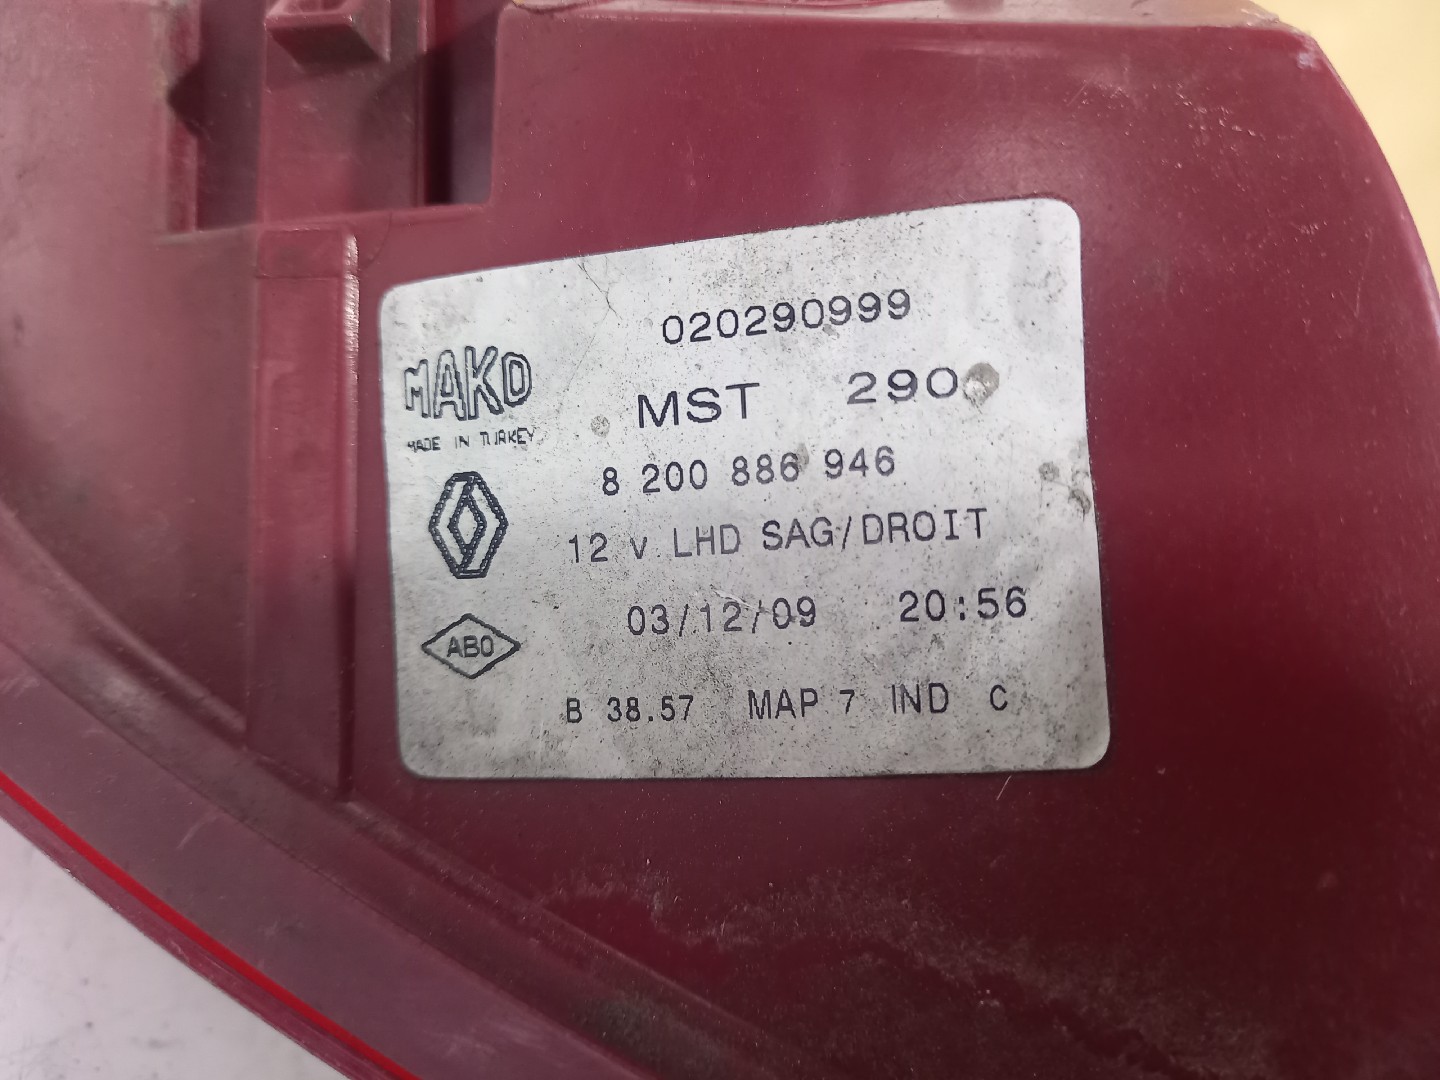 020290999
MAKO
MADE IN TURKEY
MST 290
8 200 886 946
12 v LHD SAG/DROIT
03/12/09 20:56
ABO
B 38.57 MAP 7 IND C